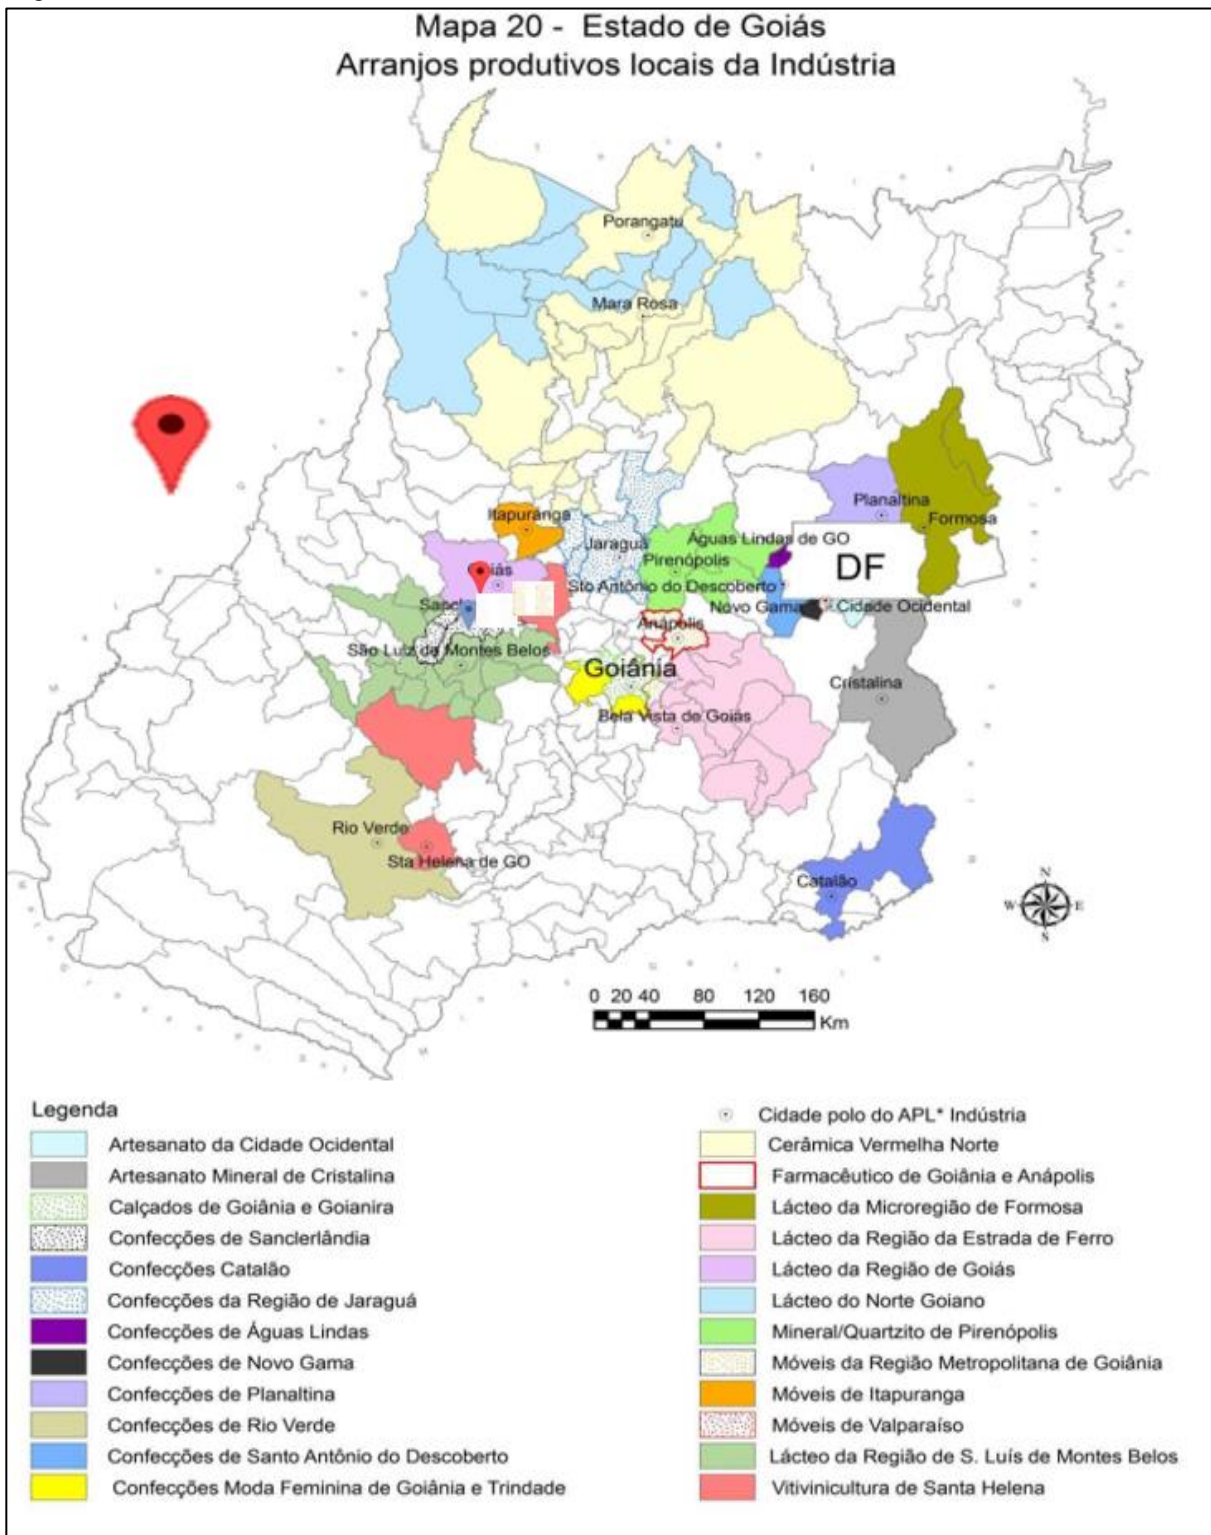 Mapa 20 - Estado de Goiás
Arranjos produtivos locais da Indústria
Porangatu
Mara Rosa
Planaltina
Formosa
Itapuranga
Jaraguá
Águas Lindas de GO
Pirenópolis
DF
Sto Antônio do Descoberto
Novo Gama
Cidade Ocidental
Anápolis
São Luiz de Montes Belos
Goiânia
Cristalina
Bela Vista de Goiás
Rio Verde
Sta Helena de GO
Catalão
N
W
E
S
0 20 40 80 120 160
Km
Legenda
Artesanato da Cidade Ocidental
Artesanato Mineral de Cristalina
Calçados de Goiânia e Goianira
Confecções de Sanclerlândia
Confecções Catalão
Confecções da Região de Jaraguá
Confecções de Águas Lindas
Confecções de Novo Gama
Confecções de Planaltina
Confecções de Rio Verde
Confecções de Santo Antônio do Descoberto
Confecções Moda Feminina de Goiânia e Trindade
Cidade polo do APL* Indústria
Cerâmica Vermelha Norte
Farmacêutico de Goiânia e Anápolis
Lácteo da Microregião de Formosa
Lácteo da Região da Estrada de Ferro
Lácteo da Região de Goiás
Lácteo do Norte Goiano
Mineral/Quartzito de Pirenópolis
Móveis da Região Metropolitana de Goiânia
Móveis de Itapuranga
Móveis de Valparaíso
Lácteo da Região de S. Luís de Montes Belos
Vitivinicultura de Santa Helena